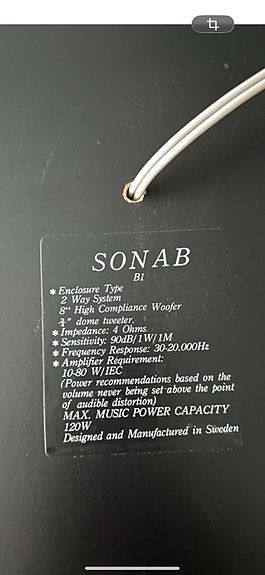 SONAB
B1
* Enclosure Type
2 Way System
8" High Compliance Woofer
¾" dome tweeter.
* Impedance: 4 Ohms
* Sensitivity: 90dB/1W/1M
* Frequency Response: 30-20.000Hz
* Amplifier Requirement:
10-80 W/IEC
(Power recommendations based on the
volume never being set above the point
of audible distortion)
MAX. MUSIC POWER CAPACITY
120W
Designed and Manufactured in Sweden